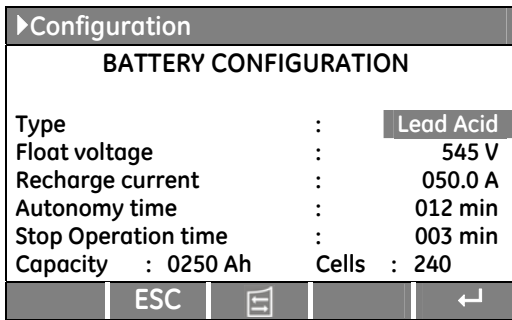 Configuration
BATTERY CONFIGURATION
Type : Lead Acid
Float voltage : 545 V
Recharge current : 050.0 A
Autonomy time : 012 min
Stop Operation time : 003 min
Capacity : 0250 Ah Cells : 240
ESC